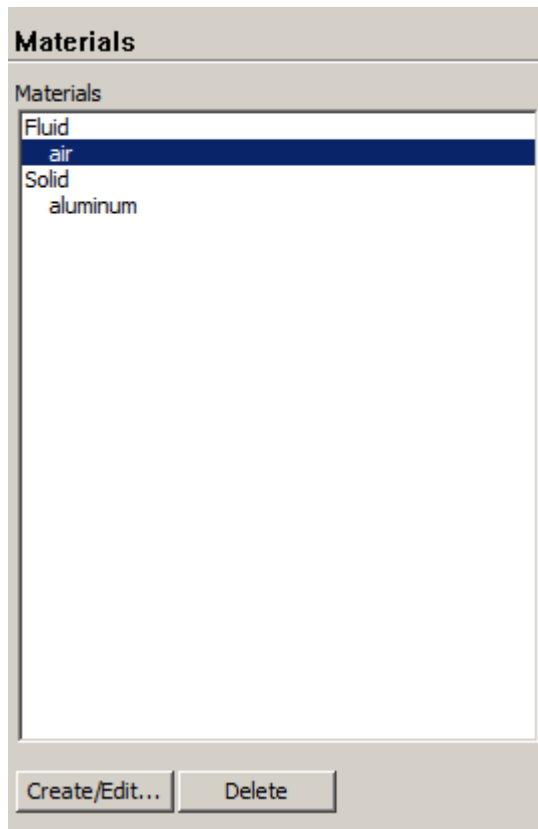 Materials
Materials
Fluid
air
Solid
aluminum
Create/Edit... Delete